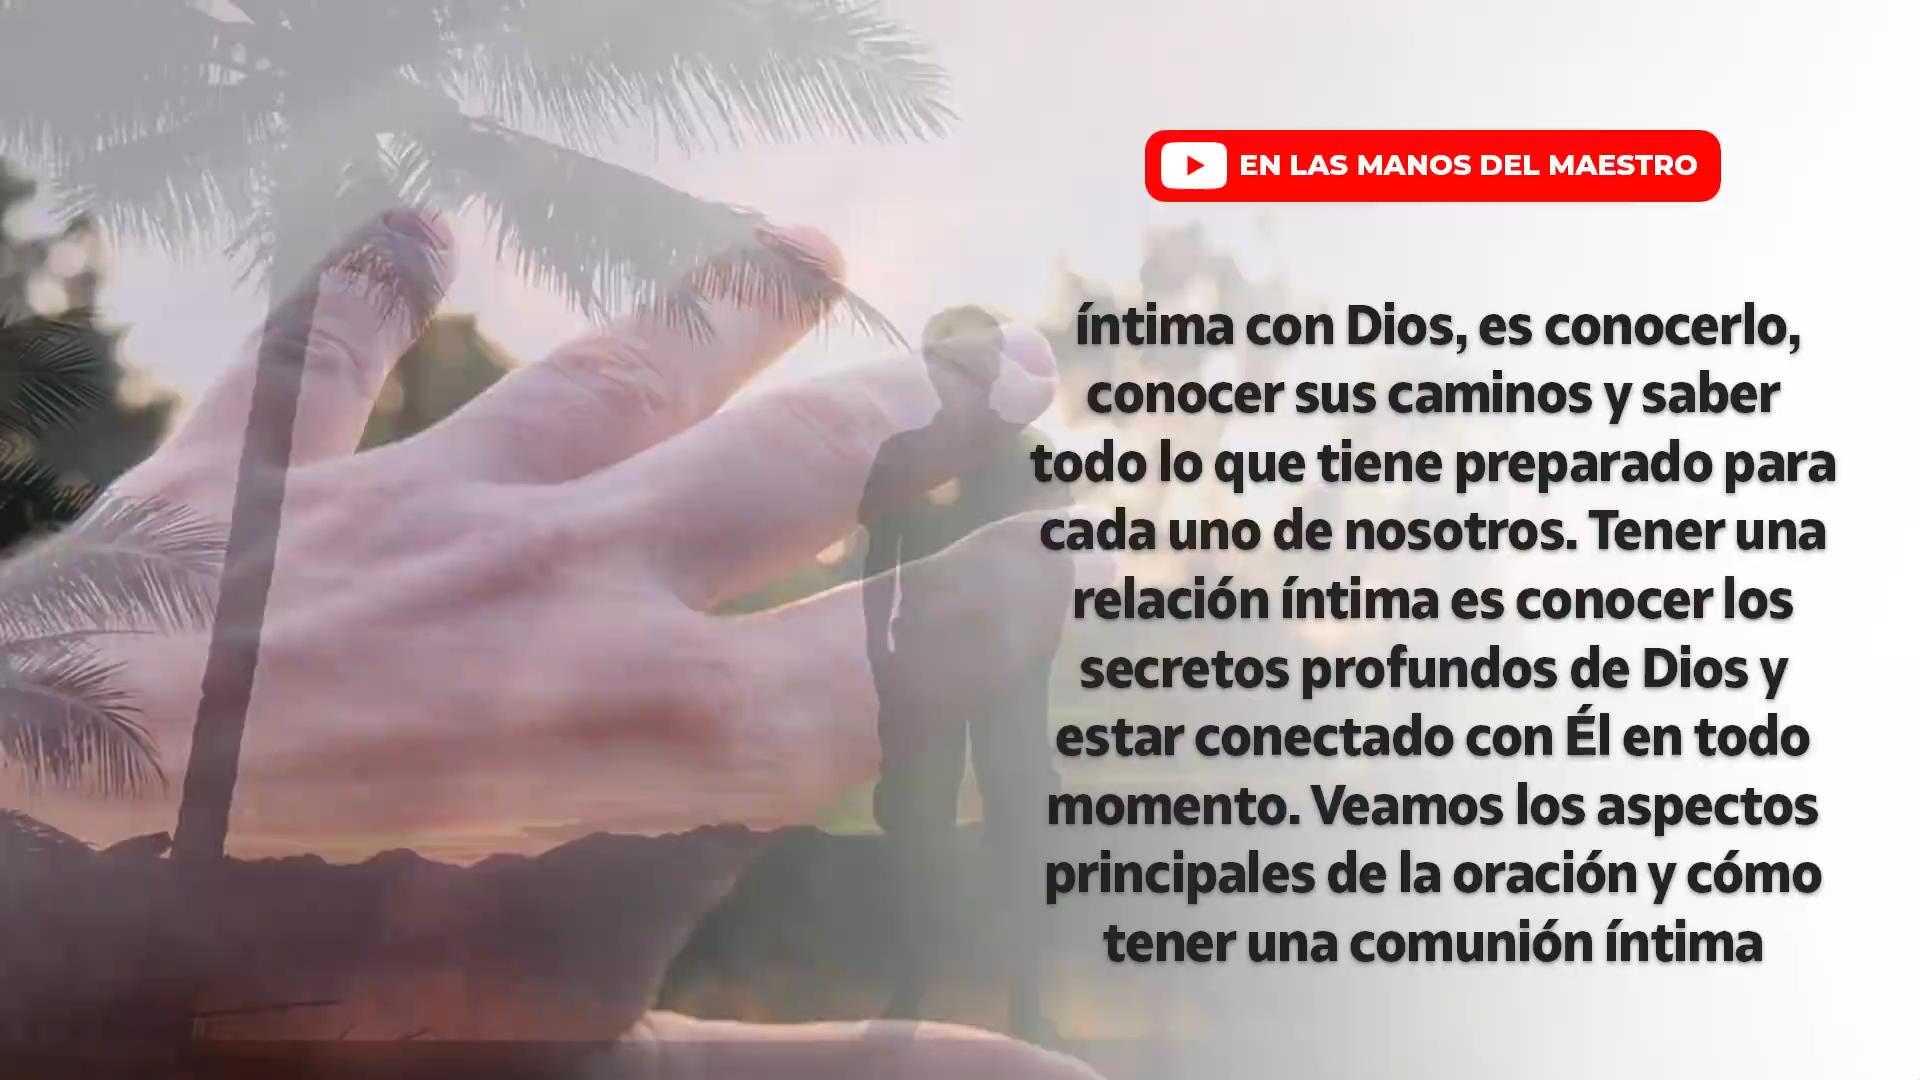 EN LAS MANOS DEL MAESTRO
íntima con Dios, es conocerlo,
conocer sus caminos y saber
todo lo que tiene preparado para
cada uno de nosotros. Tener una
relación íntima es conocer los
secretos profundos de Dios y
estar conectado con Él en todo
momento. Veamos los aspectos
principales de la oración y cómo
tener una comunión íntima